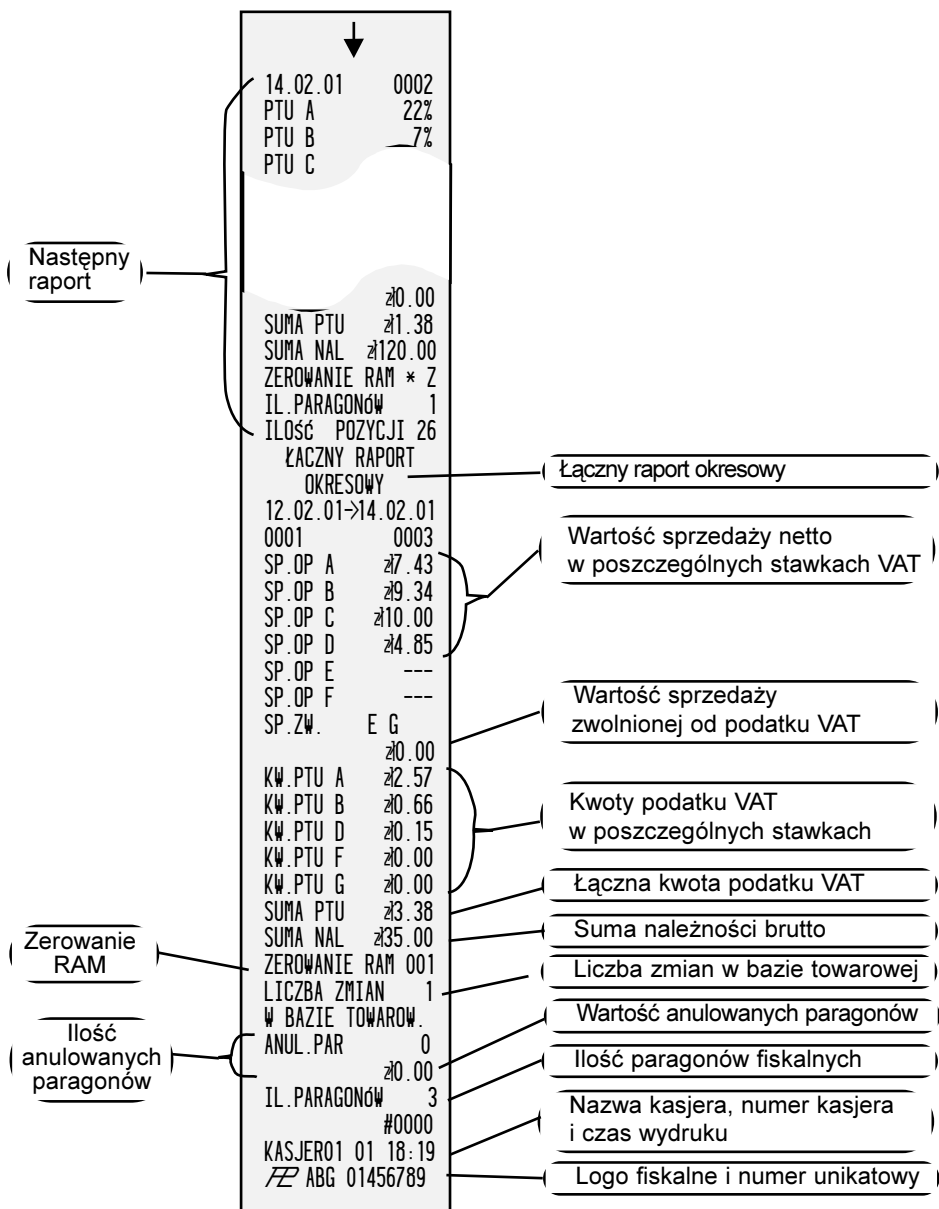 14.02.01 0002
PTU A 22%
PTU B 7%
PTU C
Następny
raport
zł0.00
SUMA PTU zł1.38
SUMA NAL zł120.00
ZEROWANIE RAM * Z
IL.PARAGONóW 1
ILOść POZYCJI 26
ŁACZNY RAPORT
OKRESOWY
Łączny raport okresowy
12.02.01->14.02.01
0001 0003
SP.OP A zł7.43
SP.OP B zł9.34
SP.OP C zł10.00
SP.OP D zł4.85
Wartość sprzedaży netto
w poszczególnych stawkach VAT
SP.OP E ---
SP.OP F ---
SP.ZW. E G
zł0.00
Wartość sprzedaży
zwolnionej od podatku VAT
KW.PTU A zł2.57
KW.PTU B zł0.66
KW.PTU D zł0.15
KW.PTU F zł0.00
KW.PTU G zł0.00
Kwoty podatku VAT
w poszczególnych stawkach
SUMA PTU zł3.38
Łączna kwota podatku VAT
SUMA NAL zł35.00
Suma należności brutto
Zerowanie
RAM
ZEROWANIE RAM 001
LICZBA ZMIAN 1
W BAZIE TOWAROW.
Liczba zmian w bazie towarowej
Ilość
anulowanych
paragonów
ANUL.PAR 0
zł0.00
Wartość anulowanych paragonów
IL.PARAGONóW 3
Ilość paragonów fiskalnych
#0000
KASJER01 01 18:19
Nazwa kasjera, numer kasjera
i czas wydruku
ABG 01456789
Logo fiskalne i numer unikatowy